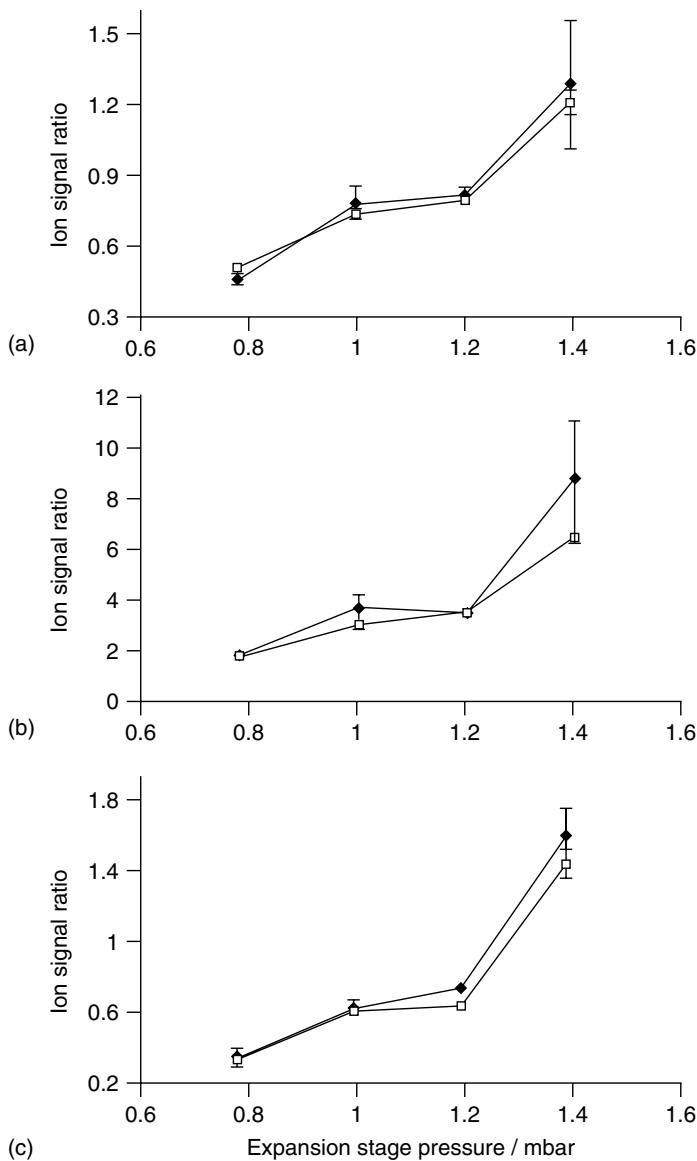 1.5
1.2
0.9
0.6
0.3
Ion signal ratio
(a)
0.6 0.8 1 1.2 1.4 1.6
12
10
8
6
4
2
0
Ion signal ratio
(b)
0.6 0.8 1 1.2 1.4 1.6
1.8
1.4
1
0.6
0.2
Ion signal ratio
0.6 0.8 1 1.2 1.4 1.6
(c)
Expansion stage pressure / mbar